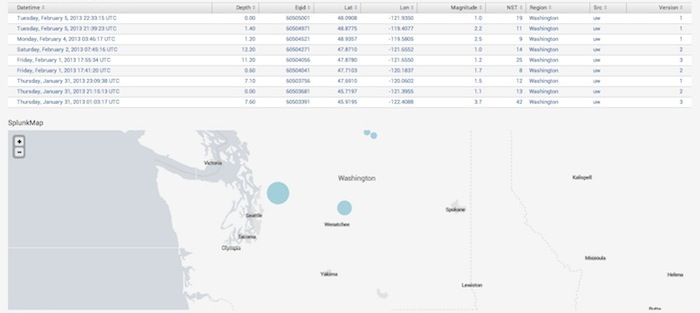 Datetime Depth Eqid Lat Lon Magnitude NST Region Src Version
Tuesday, February 5, 2013 22:33:15 UTC 0.00 60505001 48.0908 -121.9350 1.0 19 Washington uw 1
Tuesday, February 5, 2013 21:39:23 UTC 1.40 60504971 48.8775 -119.4077 2.2 11 Washington uw 1
Monday, February 4, 2013 03:46:17 UTC 1.20 60504521 48.9357 -119.5805 2.5 9 Washington uw 1
Saturday, February 2, 2013 07:45:16 UTC 12.20 60504271 47.8710 -121.6552 1.0 14 Washington uw 2
Friday, February 1, 2013 17:55:34 UTC 11.20 60504056 47.8780 -121.6550 1.2 25 Washington uw 3
Friday, February 1, 2013 17:41:20 UTC 0.60 60504041 47.7103 -120.1837 1.7 8 Washington uw 2
Thursday, January 31, 2013 23:09:38 UTC 7.10 60503756 47.6910 -120.0602 1.5 12 Washington uw 1
Thursday, January 31, 2013 21:15:13 UTC 0.00 60503681 45.7197 -121.3955 1.1 13 Washington uw 2
Thursday, January 31, 2013 01:03:17 UTC 7.60 60503391 45.9195 -122.4088 3.7 42 Washington uw 3
SplunkMap
+
−
Victoria
Washington
Kalispell
Seattle
Spokane
Wenatchee
Tacoma
Olympia
Missoula
Yakima
Helena
Lewiston